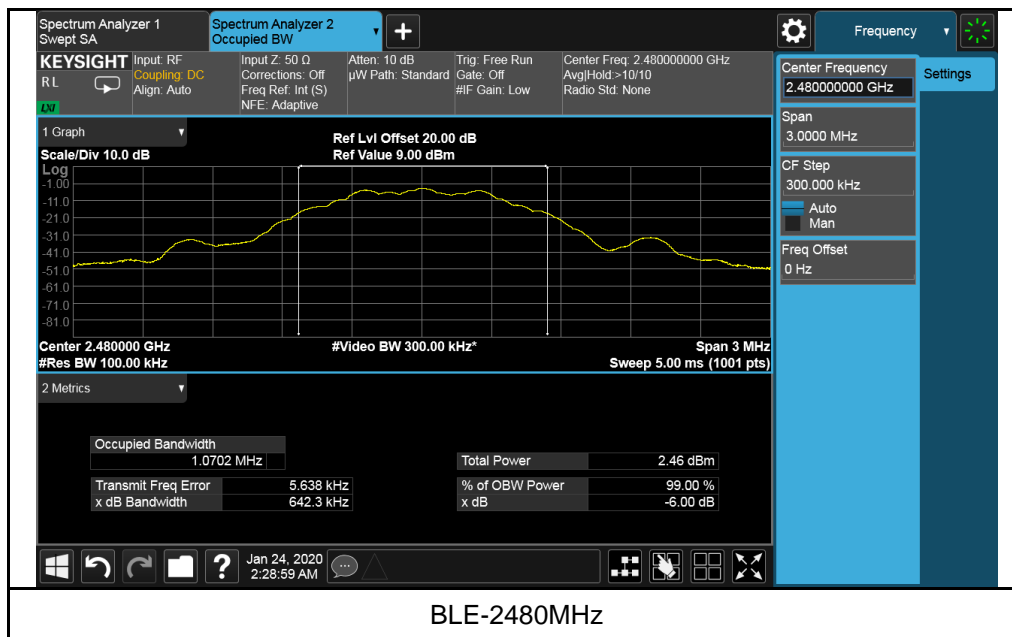 Spectrum Analyzer 1
Swept SA
Spectrum Analyzer 2
Occupied BW
+
Frequency
KEYSIGHT
RL
LXI
Input: RF
Coupling: DC
Align: Auto
Input Z: 50 Ω
Corrections: Off
Freq Ref: Int (S)
NFE: Adaptive
Atten: 10 dB
µW Path: Standard
Trig: Free Run
Gate: Off
#IF Gain: Low
Center Freq: 2.480000000 GHz
Avg|Hold:>10/10
Radio Std: None
Center Frequency
2.480000000 GHz
Settings
Span
3.0000 MHz
CF Step
300.000 kHz
Auto
Man
Freq Offset
0 Hz
1 Graph
Scale/Div 10.0 dB
Ref Lvl Offset 20.00 dB
Ref Value 9.00 dBm
Log
-1.00
-11.0
-21.0
-31.0
-41.0
-51.0
-61.0
-71.0
-81.0
Center 2.480000 GHz
#Res BW 100.00 kHz
#Video BW 300.00 kHz*
Span 3 MHz
Sweep 5.00 ms (1001 pts)
2 Metrics
Occupied Bandwidth
1.0702 MHz
Total Power 2.46 dBm
Transmit Freq Error 5.638 kHz
% of OBW Power 99.00 %
x dB Bandwidth 642.3 kHz
x dB -6.00 dB
?
Jan 24, 2020
2:28:59 AM
BLE-2480MHz